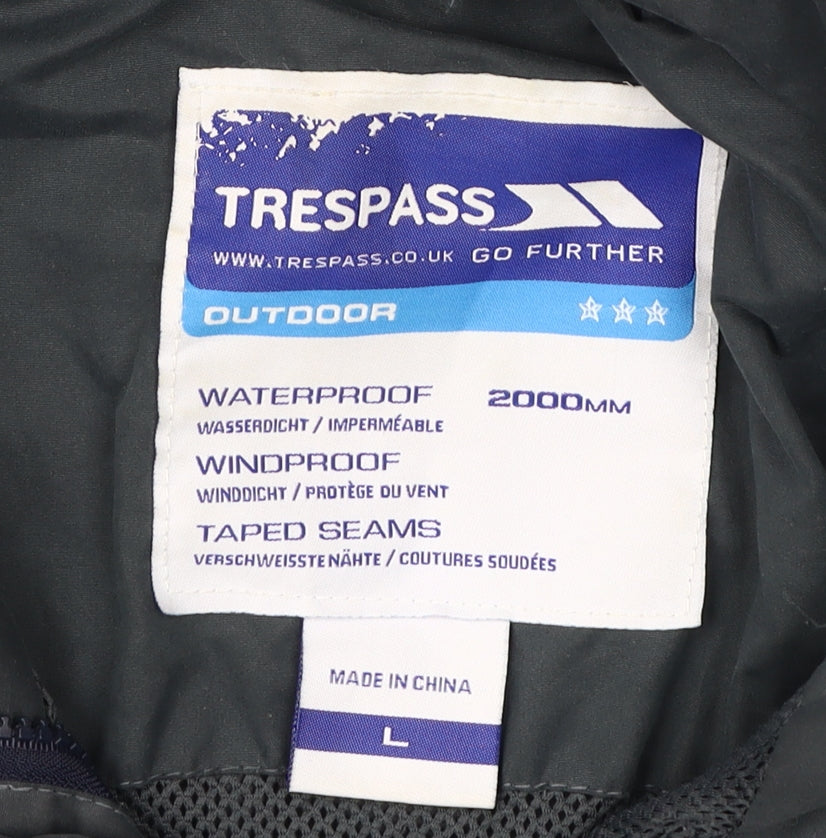 TRESPASS
WWW.TRESPASS.CO.UK GO FURTHER
OUTDOOR
WATERPROOF 2000MM
WASSERDICHT / IMPERMÉABLE
WINDPROOF
WINDDICHT / PROTÈGE DU VENT
TAPED SEAMS
VERSCHWEISSTE NÄHTE / COUTURES SOUDÉES
MADE IN CHINA
L